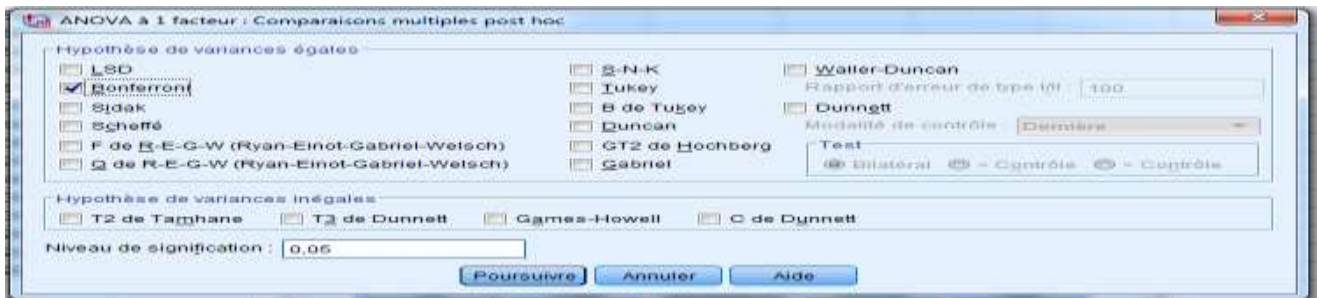 ANOVA à 1 facteur : Comparaisons multiples post hoc
Hypothèse de variances égales
LSD S-N-K Waller-Duncan
Bonferroni Tukey Rapport d'erreur de type I/II : 100
Sidak B de Tukey Dunnett
Scheffé Duncan Modalité de contrôle : Dernière
F de R-E-G-W (Ryan-Einot-Gabriel-Welsch) GT2 de Hochberg Test
Q de R-E-G-W (Ryan-Einot-Gabriel-Welsch) Gabriel Bilatéral Contrôle Contrôle
Hypothèse de variances inégales
T2 de Tamhane T3 de Dunnett Games-Howell C de Dunnett
Niveau de signification : 0,05
Poursuivre Annuler Aide